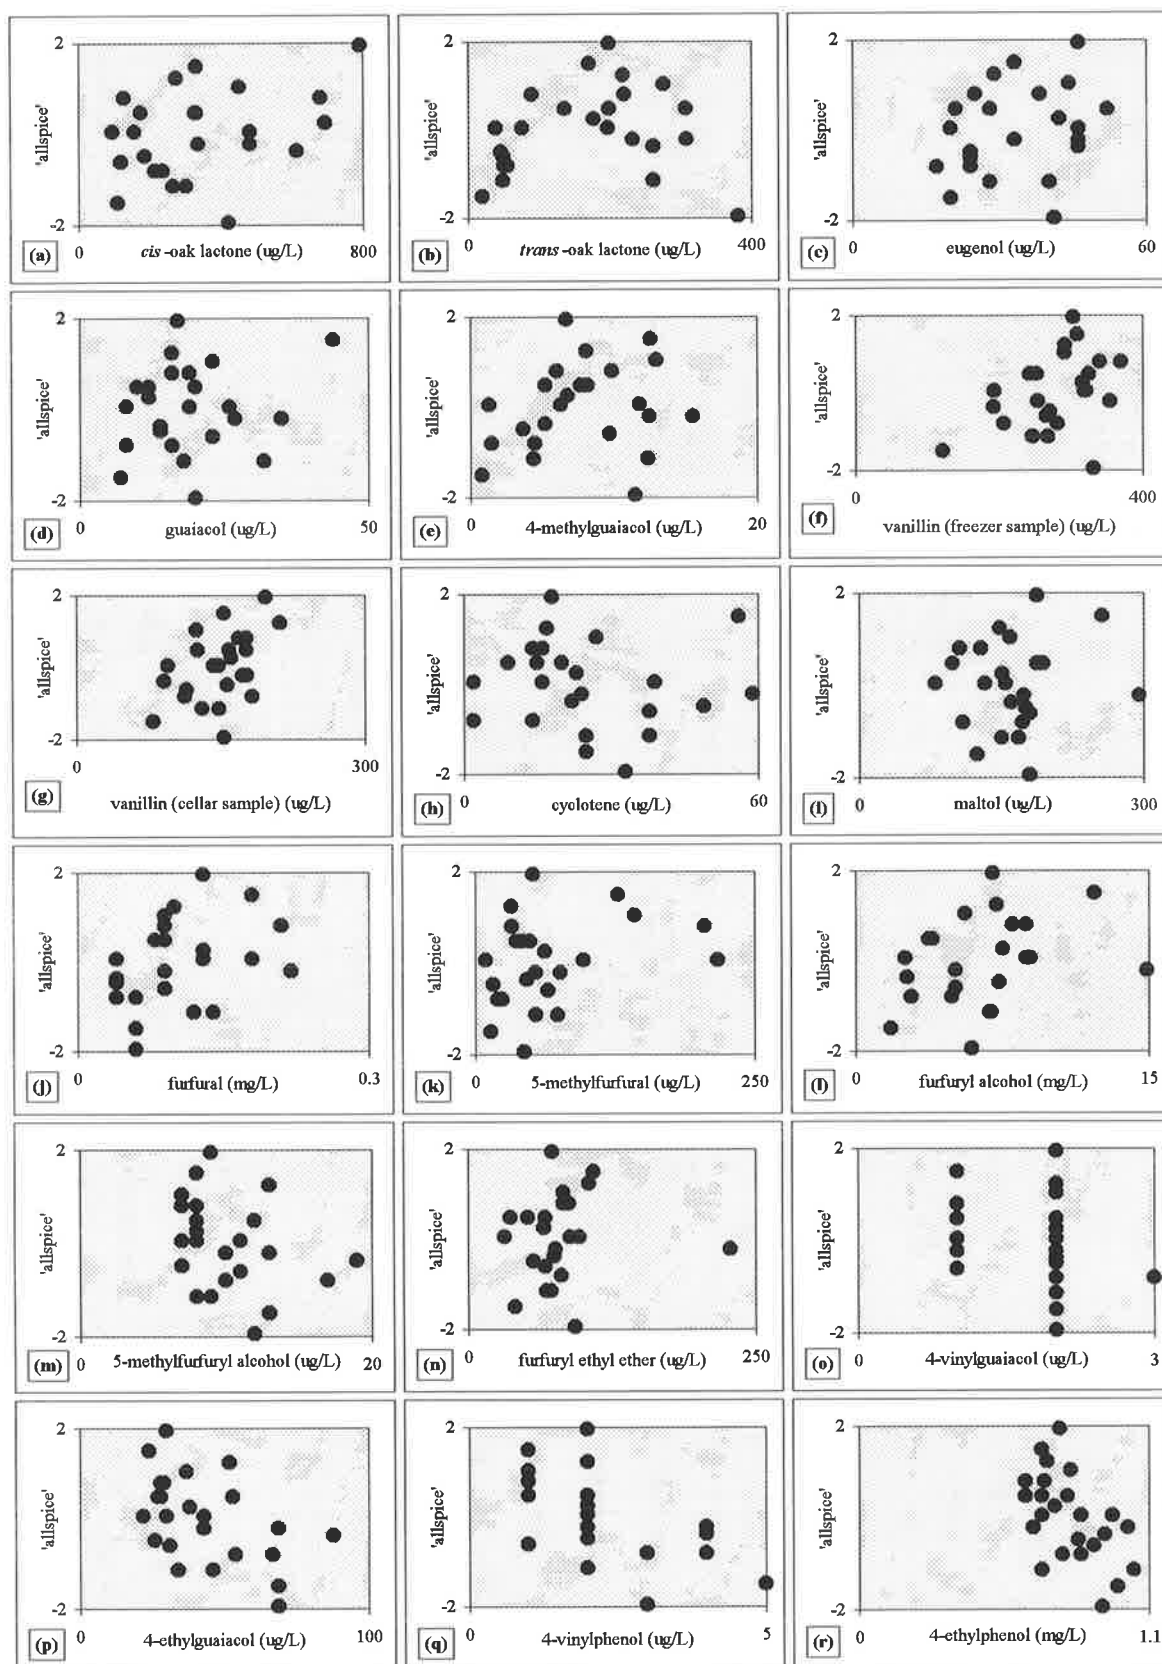 2
'allspice'
-2
(a)
0
cis -oak lactone (ug/L)
800
2
'allspice'
-2
(b)
0
trans -oak lactone (ug/L)
400
2
'allspice'
-2
(c)
0
eugenol (ug/L)
60
2
'allspice'
-2
(d)
0
guaiacol (ug/L)
50
2
'allspice'
-2
(e)
0
4-methylguaiacol (ug/L)
20
2
'allspice'
-2
(f)
0
vanillin (freezer sample) (ug/L)
400
2
'allspice'
-2
(g)
0
vanillin (cellar sample) (ug/L)
300
2
'allspice'
-2
(h)
0
cyclotene (ug/L)
60
2
'allspice'
-2
(i)
0
maltol (ug/L)
300
2
'allspice'
-2
(j)
0
furfural (mg/L)
0.3
2
'allspice'
-2
(k)
0
5-methylfurfural (ug/L)
250
2
'allspice'
-2
(l)
0
furfuryl alcohol (mg/L)
15
2
'allspice'
-2
(m)
0
5-methylfurfuryl alcohol (ug/L)
20
2
'allspice'
-2
(n)
0
furfuryl ethyl ether (ug/L)
250
2
'allspice'
-2
(o)
0
4-vinylguaiacol (ug/L)
3
2
'allspice'
-2
(p)
0
4-ethylguaiacol (ug/L)
100
2
'allspice'
-2
(q)
0
4-vinylphenol (ug/L)
5
2
'allspice'
-2
(r)
0
4-ethylphenol (mg/L)
1.1